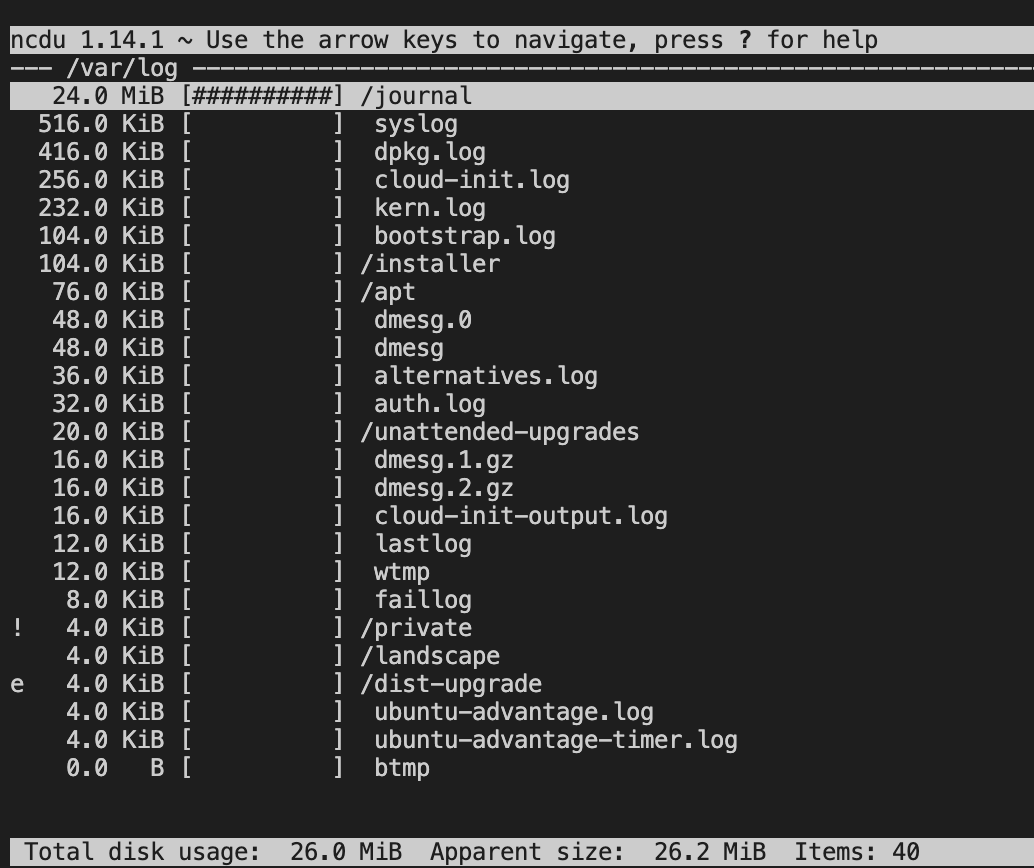 ncdu 1.14.1 ~ Use the arrow keys to navigate, press ? for help
--- /var/log ------------------------------------------------------------
   24.0 MiB [##########] /journal
  516.0 KiB [          ]  syslog
  416.0 KiB [          ]  dpkg.log
  256.0 KiB [          ]  cloud-init.log
  232.0 KiB [          ]  kern.log
  104.0 KiB [          ]  bootstrap.log
  104.0 KiB [          ] /installer
   76.0 KiB [          ] /apt
   48.0 KiB [          ]  dmesg.0
   48.0 KiB [          ]  dmesg
   36.0 KiB [          ]  alternatives.log
   32.0 KiB [          ]  auth.log
   20.0 KiB [          ] /unattended-upgrades
   16.0 KiB [          ]  dmesg.1.gz
   16.0 KiB [          ]  dmesg.2.gz
   16.0 KiB [          ]  cloud-init-output.log
   12.0 KiB [          ]  lastlog
   12.0 KiB [          ]  wtmp
    8.0 KiB [          ]  faillog
!   4.0 KiB [          ] /private
    4.0 KiB [          ] /landscape
e   4.0 KiB [          ] /dist-upgrade
    4.0 KiB [          ]  ubuntu-advantage.log
    4.0 KiB [          ]  ubuntu-advantage-timer.log
    0.0   B [          ]  btmp
 Total disk usage:  26.0 MiB  Apparent size:  26.2 MiB  Items: 40